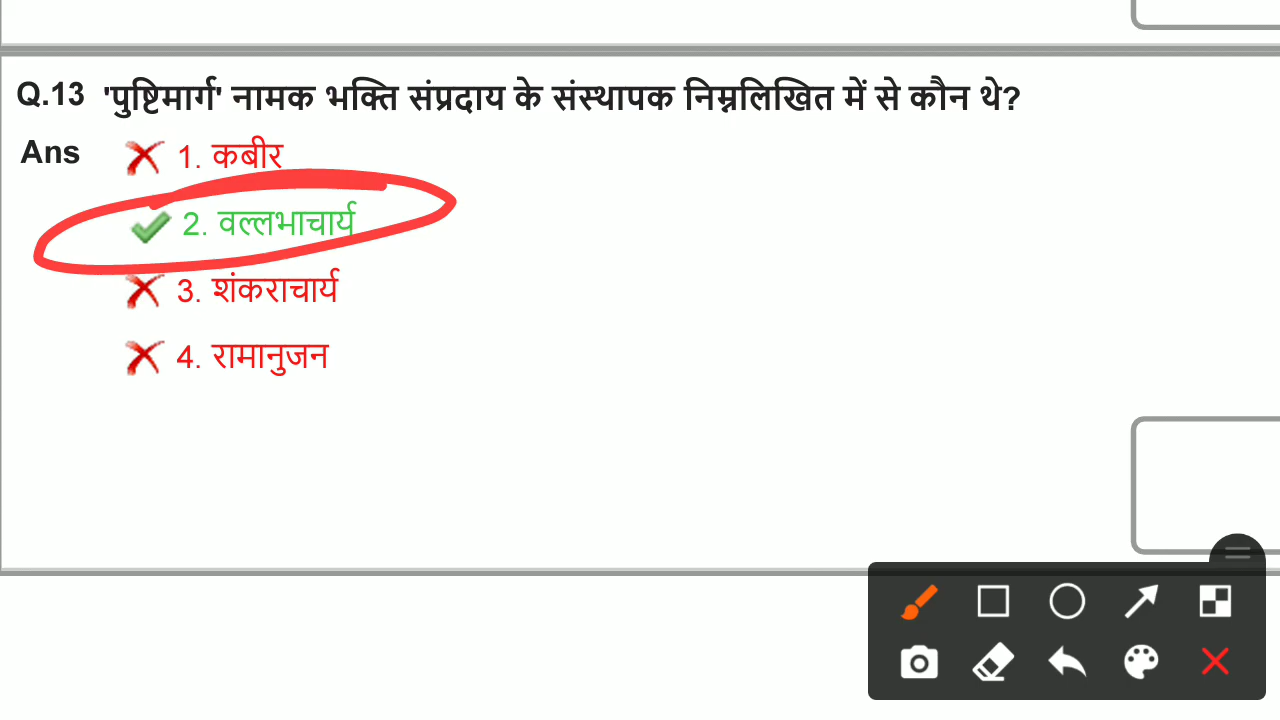 Q.13 'पुष्टिमार्ग' नामक भक्ति संप्रदाय के संस्थापक निम्नलिखित में से कौन थे?
Ans 1. कबीर
2. वल्लभाचार्य
3. शंकराचार्य
4. रामानुजन